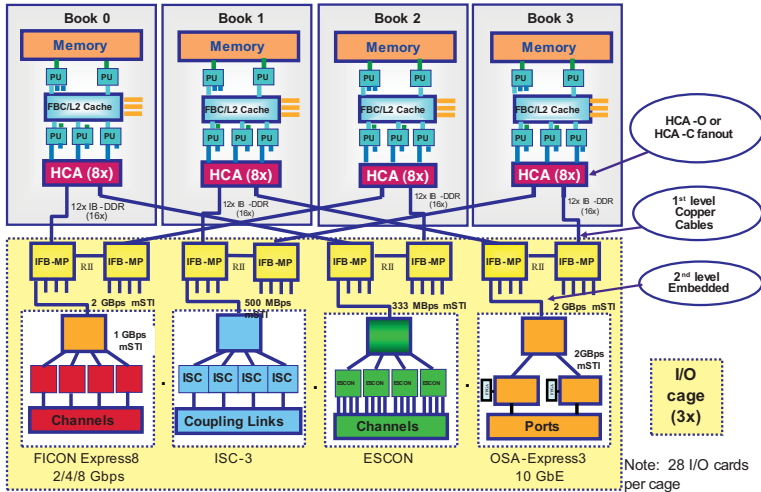 Book 0
Book 1
Book 2
Book 3
Memory
Memory
Memory
Memory
PU
PU
PU
PU
PU
PU
PU
PU
FBC/L2 Cache
FBC/L2 Cache
FBC/L2 Cache
FBC/L2 Cache
PU
PU
PU
PU
PU
PU
PU
PU
PU
PU
PU
PU
HCA (8x)
HCA (8x)
HCA (8x)
HCA (8x)
HCA -O or
HCA -C fanout
12x IB -DDR
(16x)
12x IB -DDR
(16x)
12x IB -DDR
(16x)
12x IB -DDR
(16x)
1st level
Copper
Cables
IFB-MP
RII
IFB-MP
IFB-MP
RII
IFB-MP
IFB-MP
RII
IFB-MP
IFB-MP
RII
IFB-MP
2nd level
Embedded
2 GBps mSTI
500 MBps
mSTI
333 MBps mSTI
2 GBps mSTI
1 GBps
mSTI
2GBps
mSTI
ISC
ISC
ISC
ISC
ESCON
ESCON
ESCON
ESCON
Channels
Coupling Links
Channels
Ports
I/O
cage
(3x)
FICON Express8
2/4/8 Gbps
ISC-3
ESCON
OSA-Express3
10 GbE
Note: 28 I/O cards
per cage